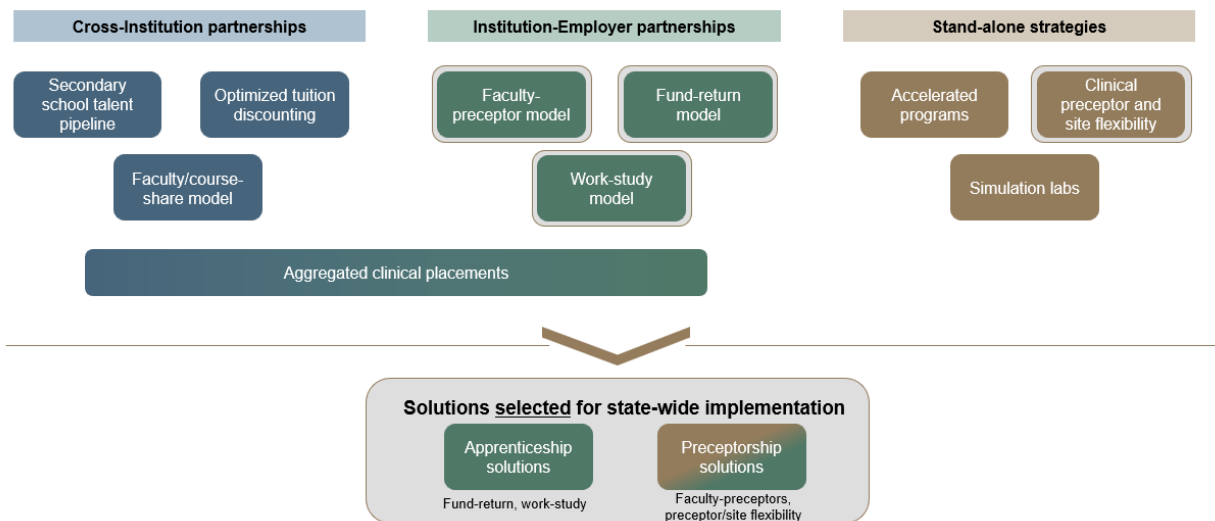 Cross-Institution partnerships
Institution-Employer partnerships
Stand-alone strategies
Secondary
school talent
pipeline
Optimized tuition
discounting
Faculty/course-
share model
Faculty-
preceptor model
Fund-return
model
Work-study
model
Accelerated
programs
Clinical
preceptor and
site flexibility
Simulation labs
Aggregated clinical placements
Solutions selected for state-wide implementation
Apprenticeship
solutions
Fund-return, work-study
Preceptorship
solutions
Faculty-preceptors,
preceptor/site flexibility